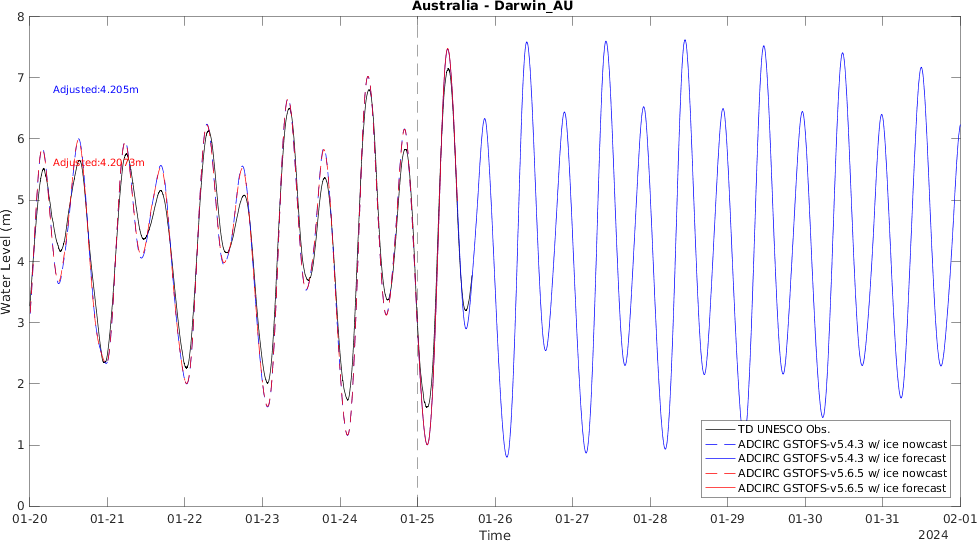 Australia - Darwin_AU
8
7
6
5
4
3
2
1
0
Water Level (m)
Adjusted:4.205m
Adjusted:4.2073m
TD UNESCO Obs.
ADCIRC GSTOFS-v5.4.3 w/ ice nowcast
ADCIRC GSTOFS-v5.4.3 w/ ice forecast
ADCIRC GSTOFS-v5.6.5 w/ ice nowcast
ADCIRC GSTOFS-v5.6.5 w/ ice forecast
01-20 01-21 01-22 01-23 01-24 01-25 01-26 01-27 01-28 01-29 01-30 01-31 02-01
Time
2024